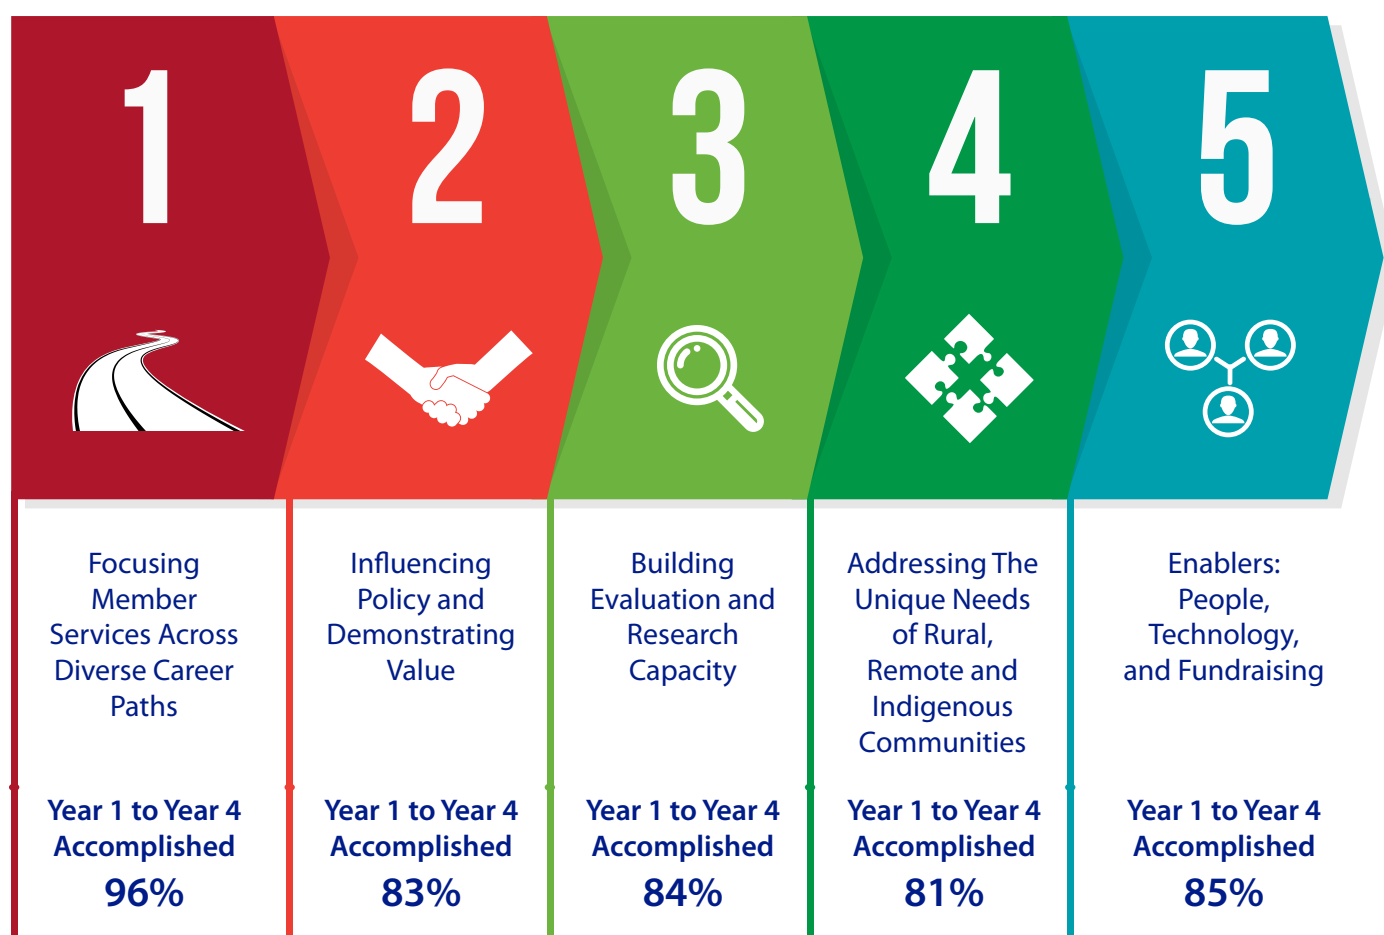 1
Focusing
Member
Services Across
Diverse Career
Paths
Year 1 to Year 4
Accomplished
96%
2
Influencing
Policy and
Demonstrating
Value
Year 1 to Year 4
Accomplished
83%
3
Building
Evaluation and
Research
Capacity
Year 1 to Year 4
Accomplished
84%
4
Addressing The
Unique Needs
of Rural,
Remote and
Indigenous
Communities
Year 1 to Year 4
Accomplished
81%
5
Enablers:
People,
Technology,
and Fundraising
Year 1 to Year 4
Accomplished
85%